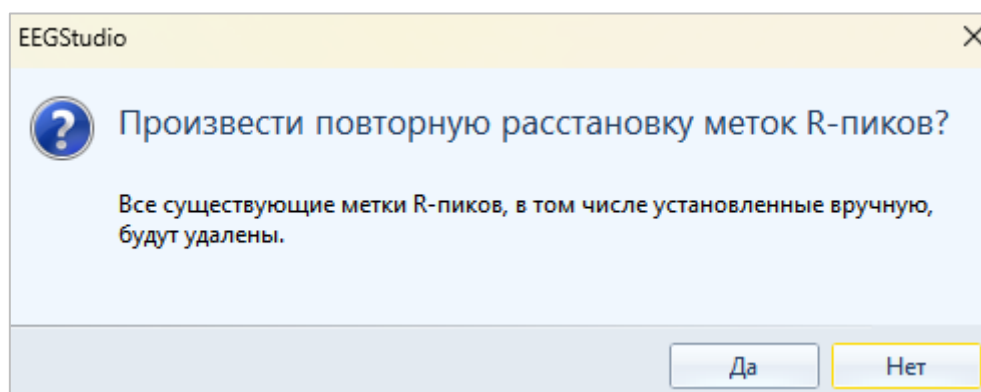 EEGStudio
Произвести повторную расстановку меток R-пиков?
Все существующие метки R-пиков, в том числе установленные вручную,
будут удалены.
Да Нет